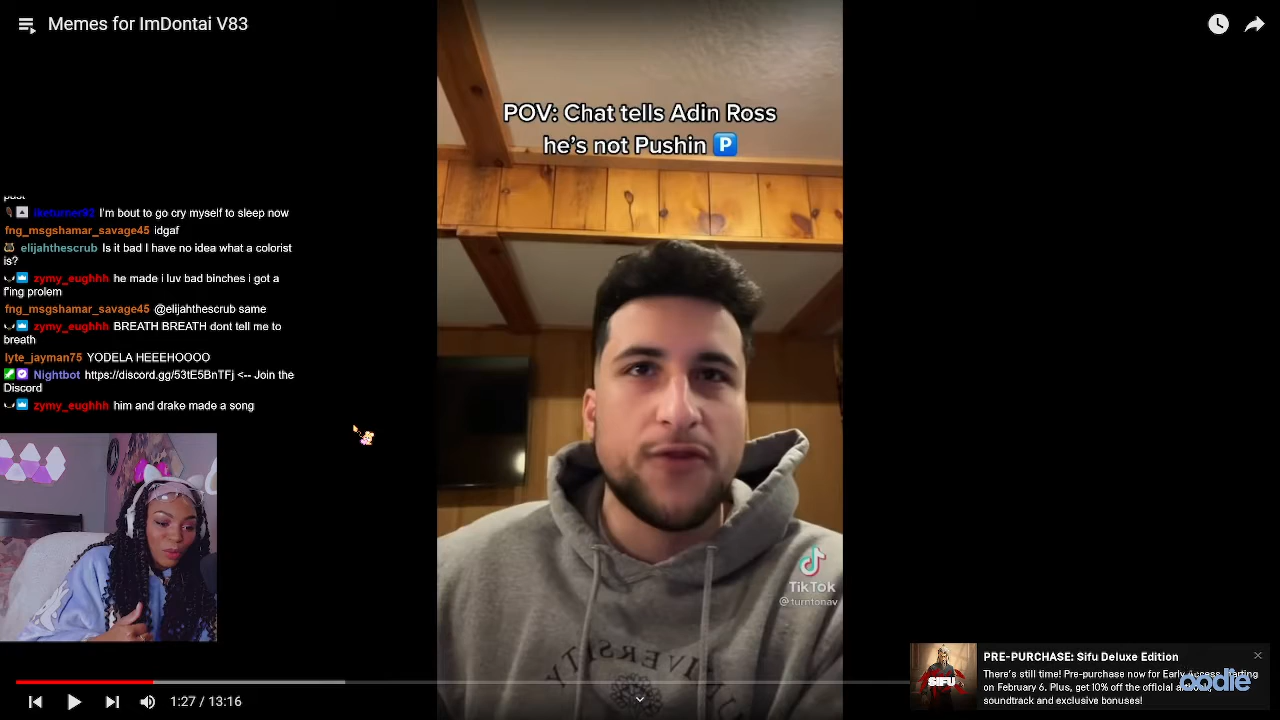 Memes for ImDontai V83
POV: Chat tells Adin Ross
he's not Pushin 🅿️
iketurner92 I'm bout to go cry myself to sleep now
fng_msgshamar_savage45 idgaf
elijahthescrub Is it bad I have no idea what a colorist
is?
zymy_eughhh he made i luv bad binches i got a
f'ing prolem
fng_msgshamar_savage45 @elijahthescrub same
zymy_eughhh BREATH BREATH dont tell me to
breath
lyte_jayman75 YODELA HEEEHOOOO
Nightbot https://discord.gg/53tE5BnTFj <-- Join the
Discord
zymy_eughhh him and drake made a song
TikTok
@turntonav
UNIVERSITY
SIFU
PRE-PURCHASE: Sifu Deluxe Edition
There's still time! Pre-purchase now for Early Access starting
on February 6. Plus, get 10% off the official
soundtrack and exclusive bonuses!
oodie
1:27 / 13:16